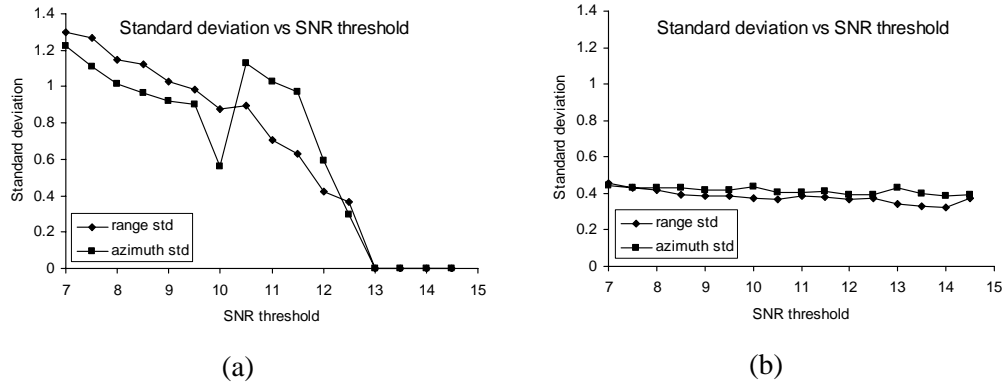 Standard deviation vs SNR threshold
1.4
1.2
1
0.8
0.6
0.4
0.2
0
Standard deviation
range std
azimuth std
7 8 9 10 11 12 13 14 15
SNR threshold
(a)
Standard deviation vs SNR threshold
1.4
1.2
1
0.8
0.6
0.4
0.2
0
Standard deviation
range std
azimuth std
7 8 9 10 11 12 13 14 15
SNR threshold
(b)